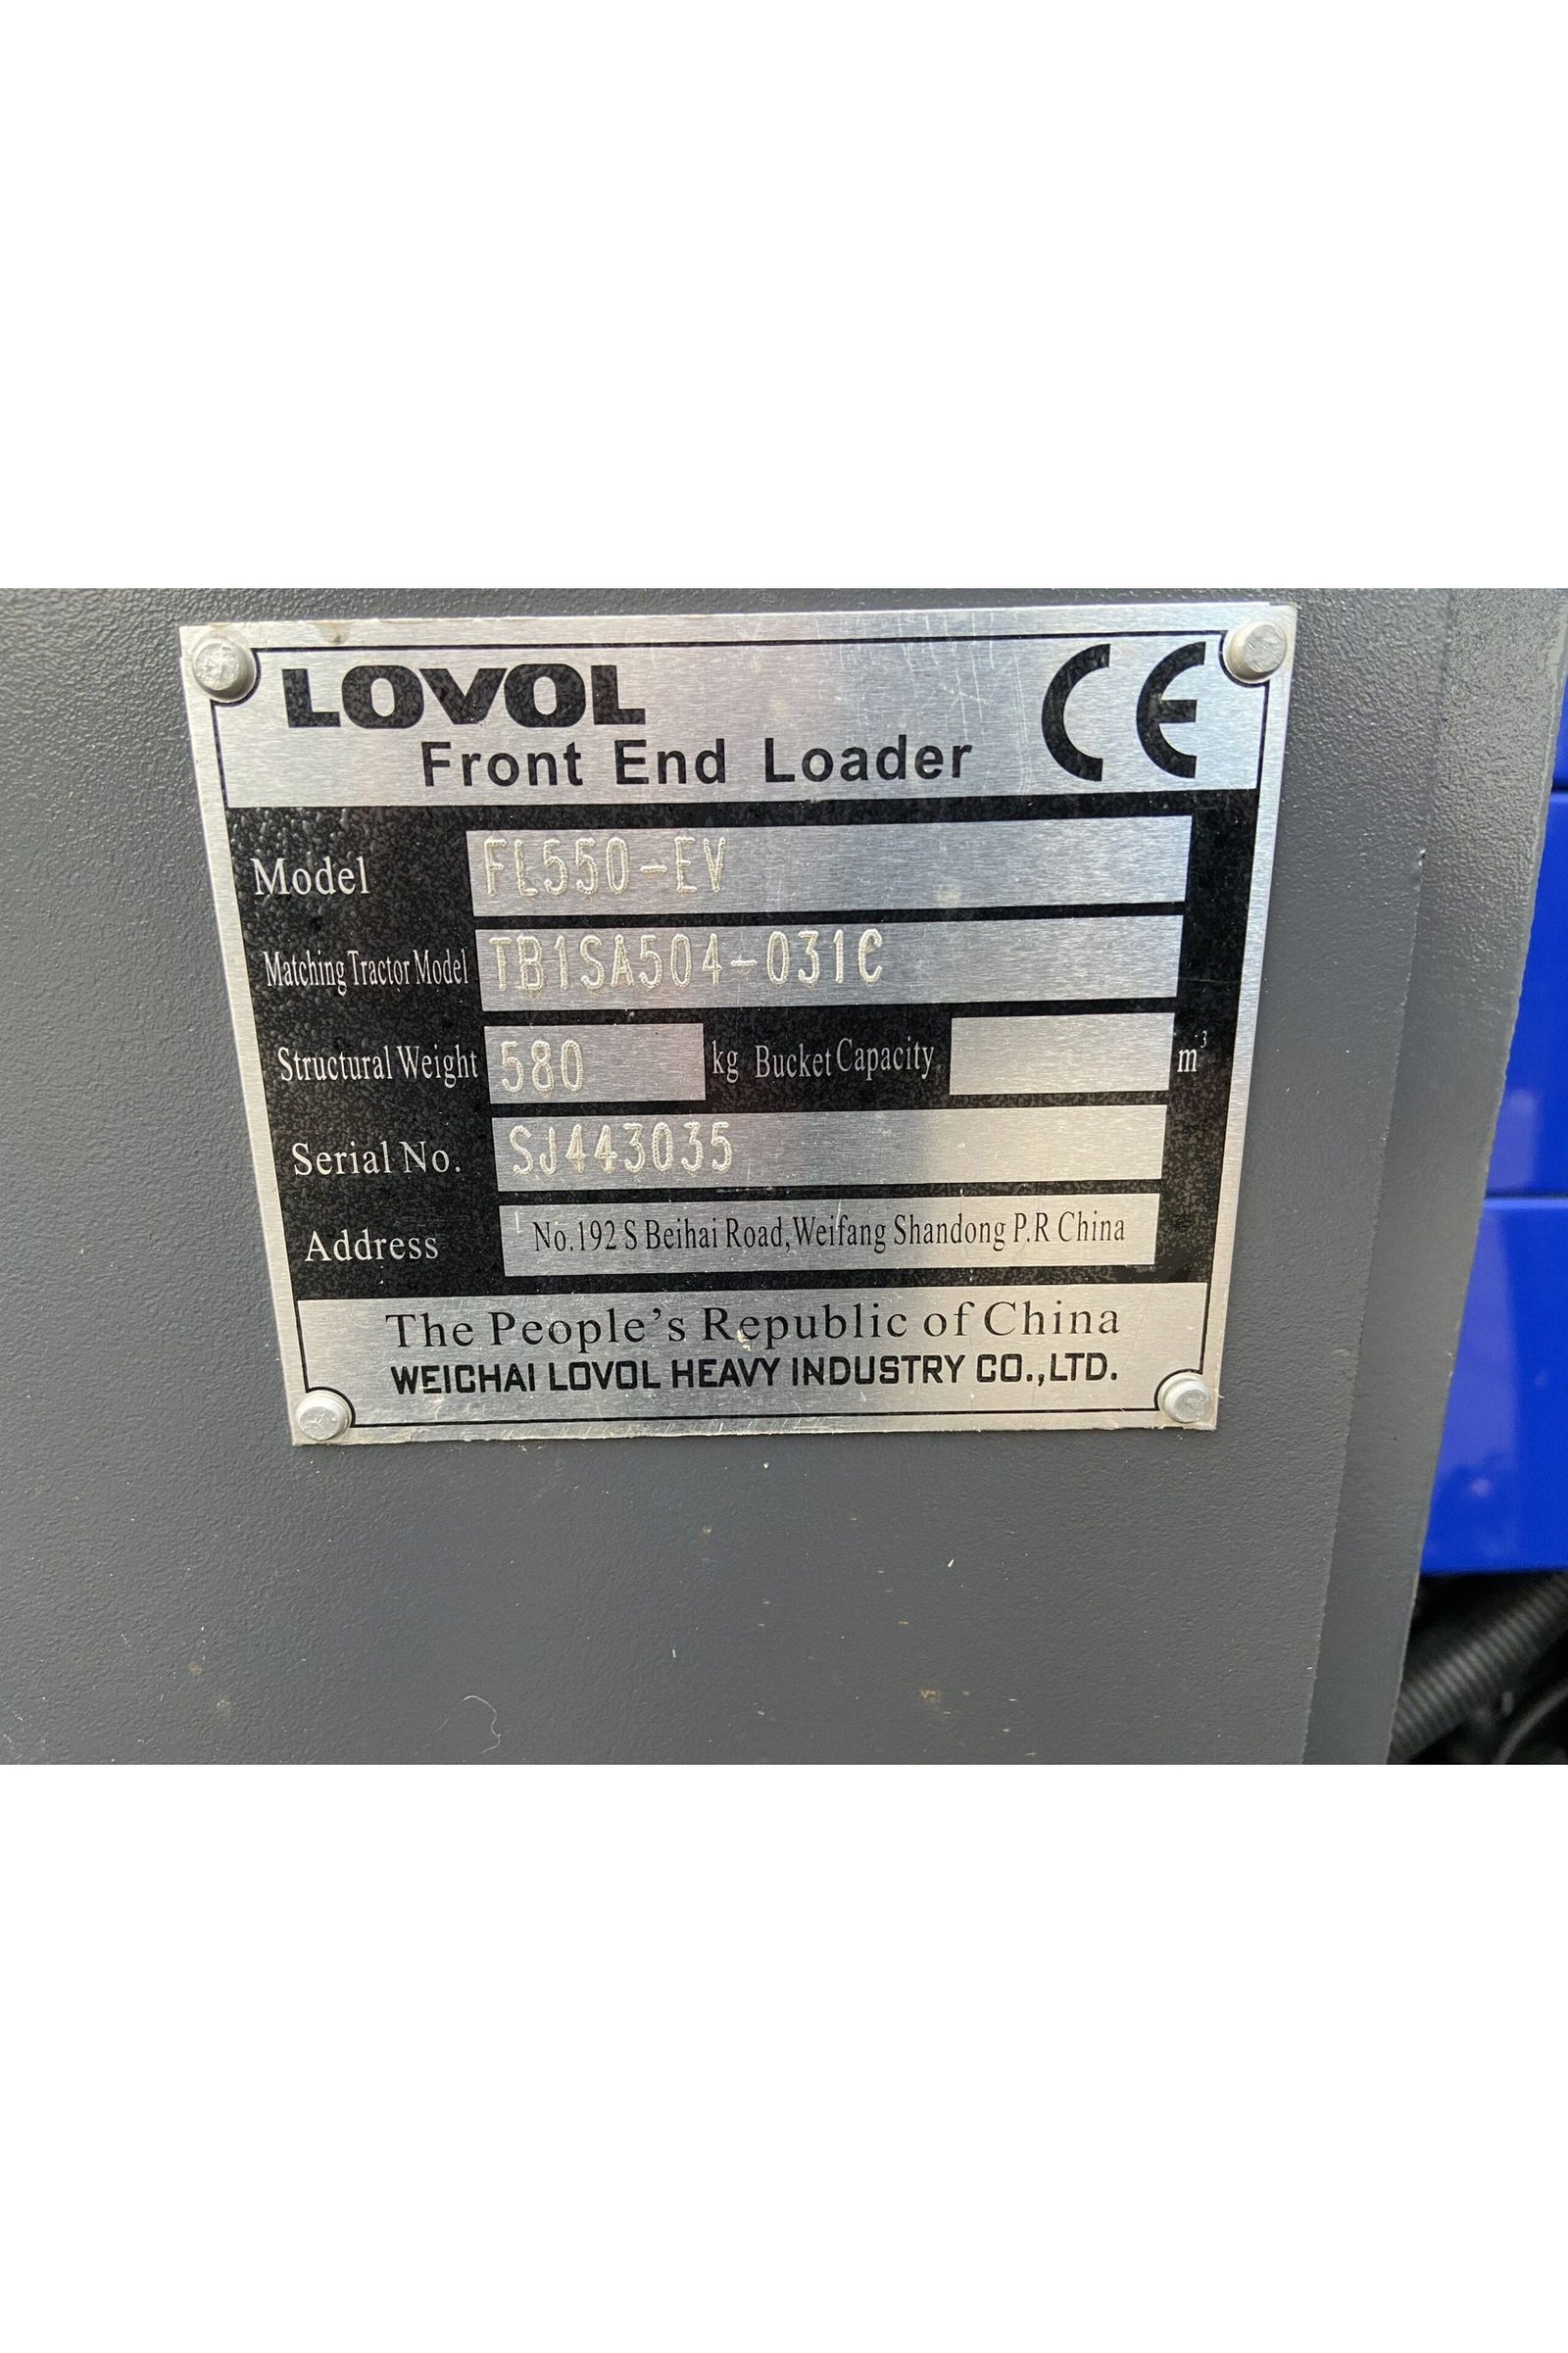 LOVOL CE
Front End Loader
Model FL550-EV
Matching Tractor Model TB1SA504-031C
Structural Weight 580 kg Bucket Capacity m³
Serial No. SJ443035
Address No.192 S Beihai Road,Weifang Shandong P.R China
The People's Republic of China
WEICHAI LOVOL HEAVY INDUSTRY CO.,LTD.